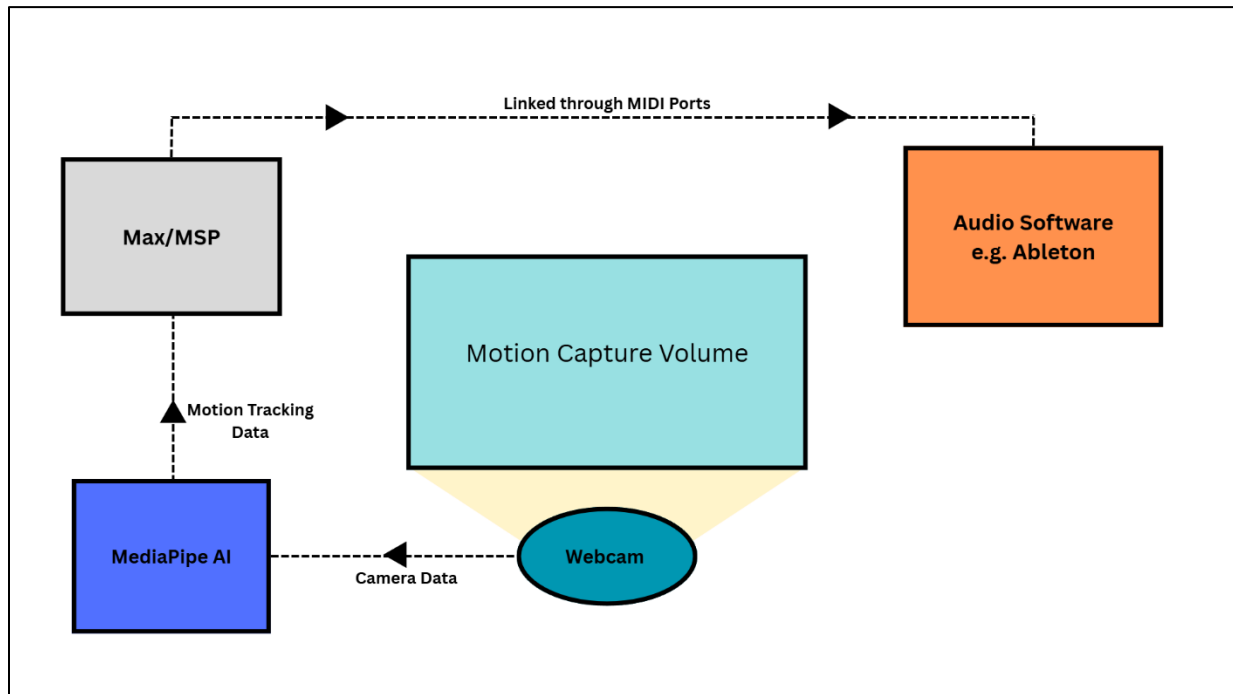 Linked through MIDI Ports
Max/MSP
Audio Software
e.g. Ableton
Motion Capture Volume
Motion Tracking
Data
MediaPipe AI
Webcam
Camera Data